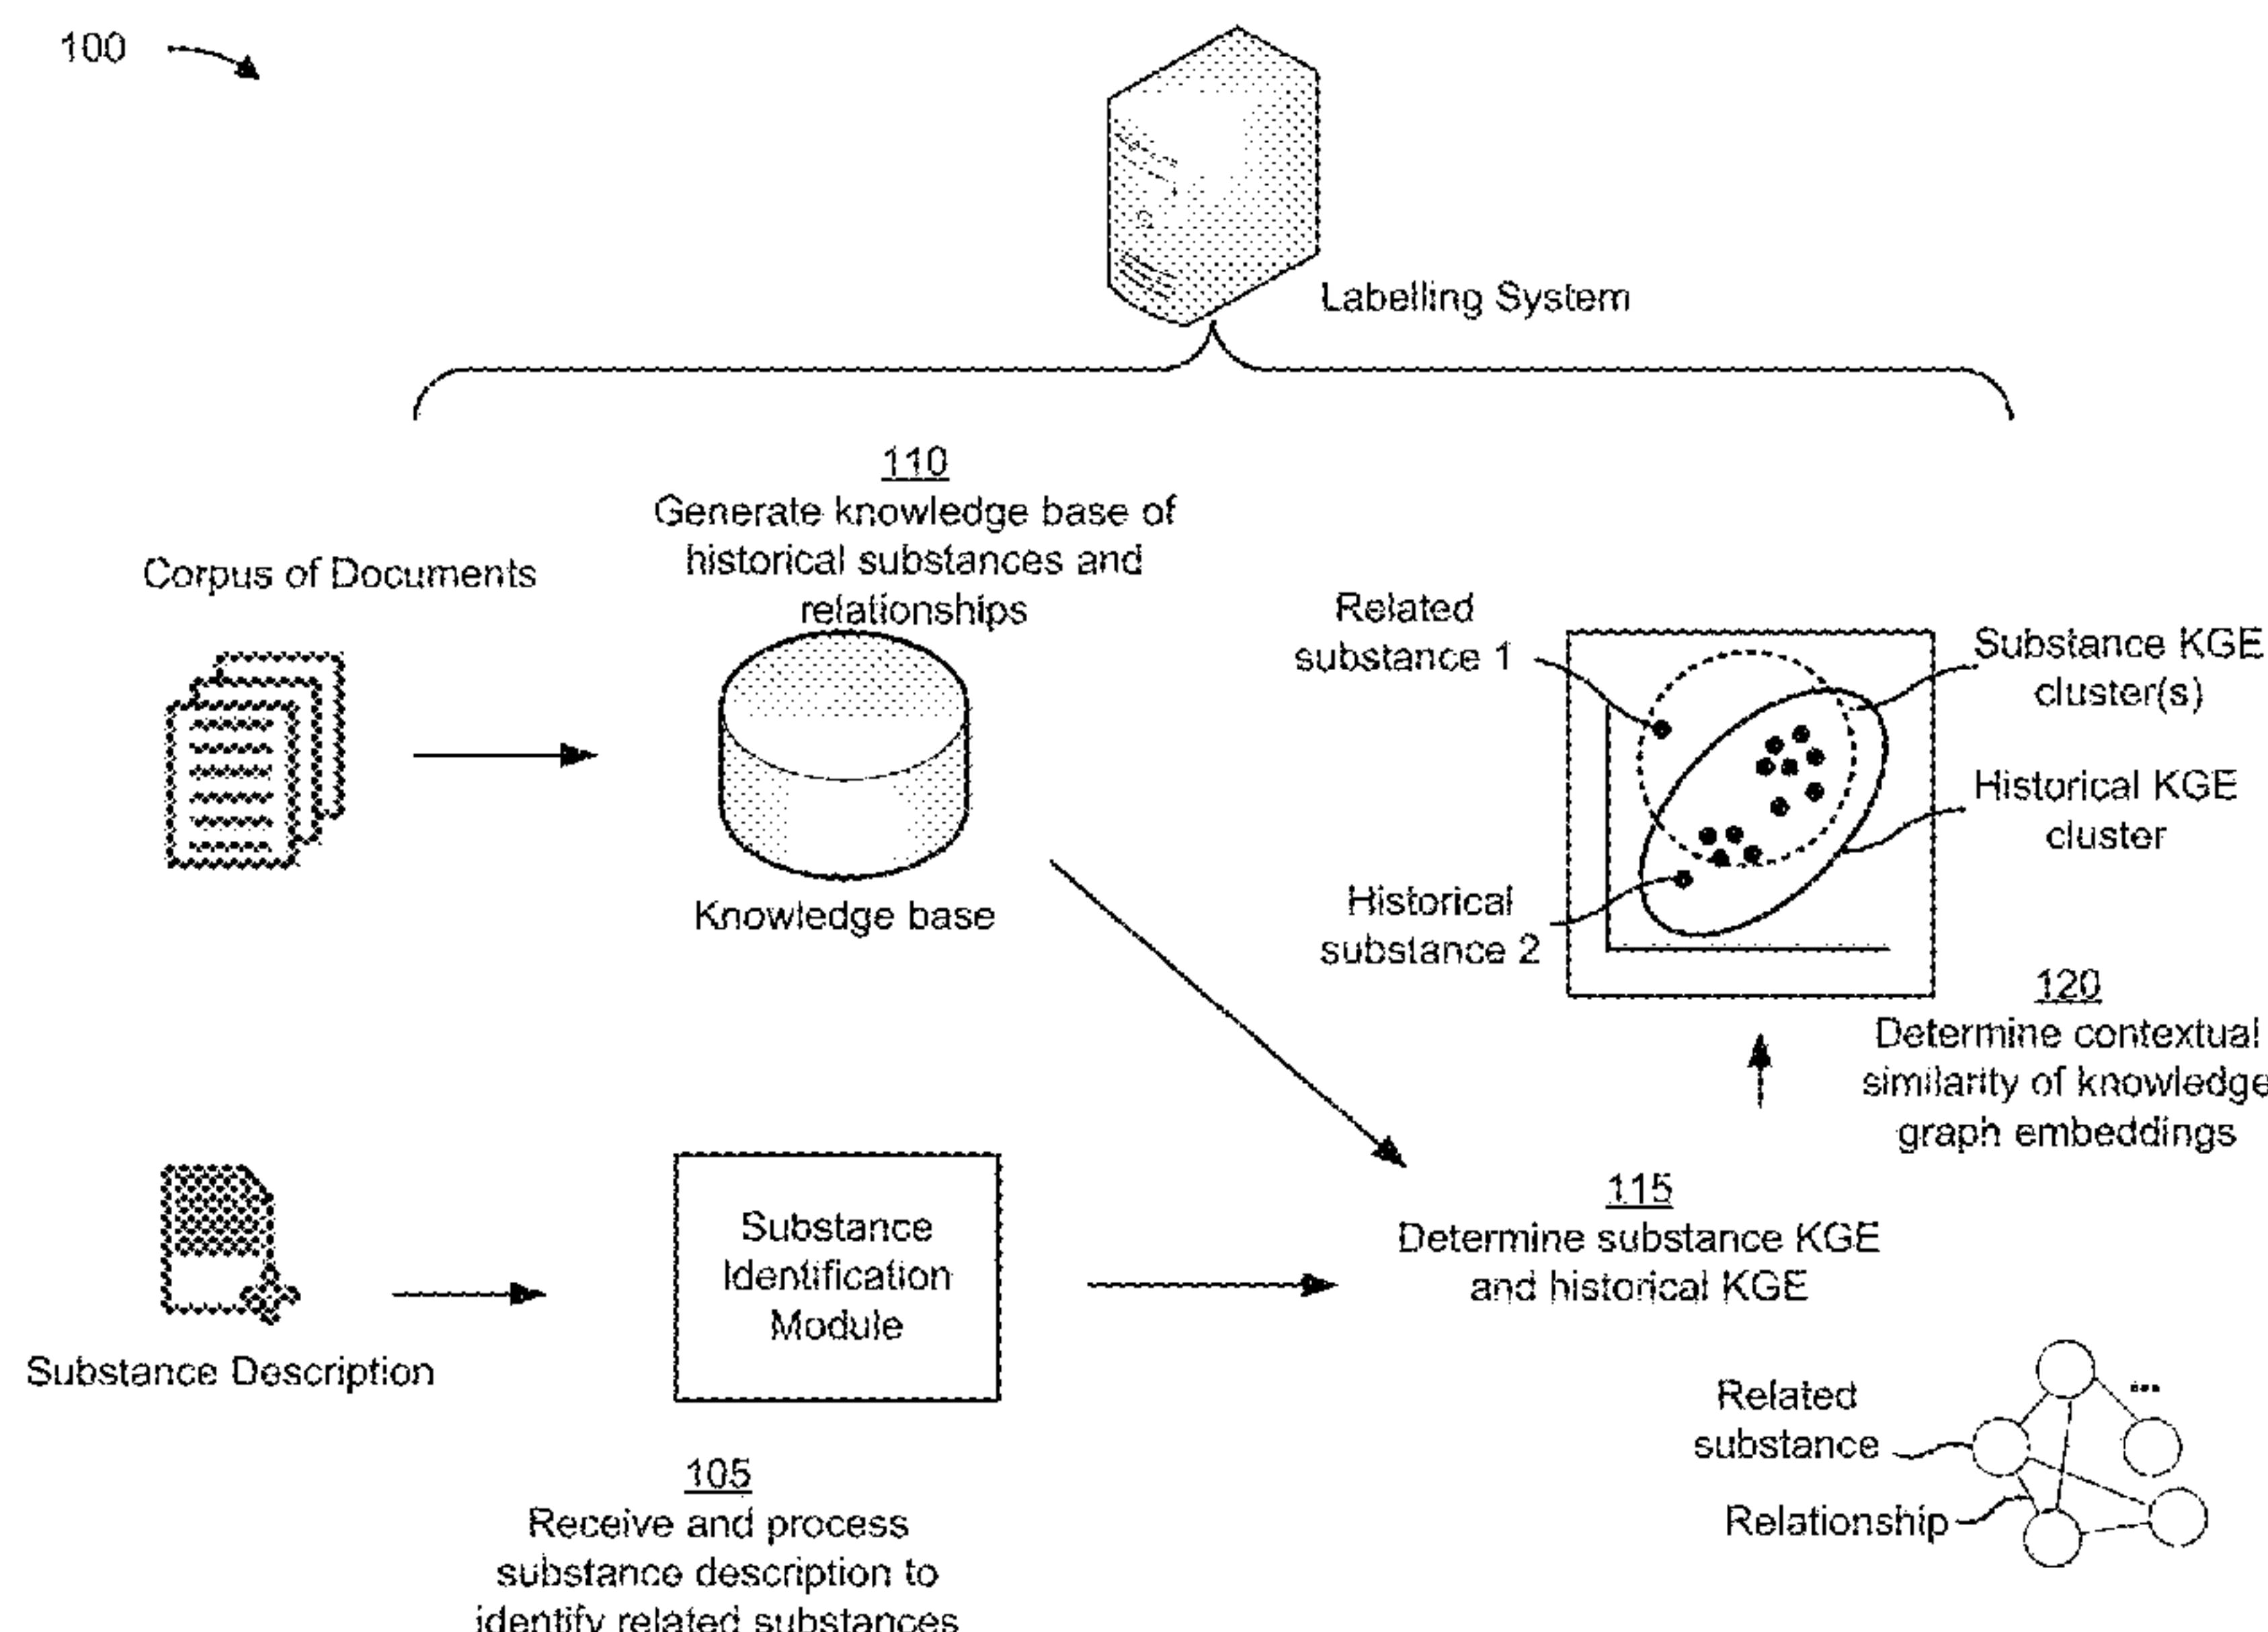 100
Labelling System
110
Generate knowledge base of
historical substances and
relationships
Corpus of Documents
Knowledge base
Related
substance 1
Substance KGE
cluster(s)
Historical KGE
cluster
Historical
substance 2
120
Determine contextual
similarity of knowledge
graph embeddings
115
Determine substance KGE
and historical KGE
Substance
Identification
Module
Substance Description
Related
substance
...
Relationship
105
Receive and process
substance description to
identify related substances